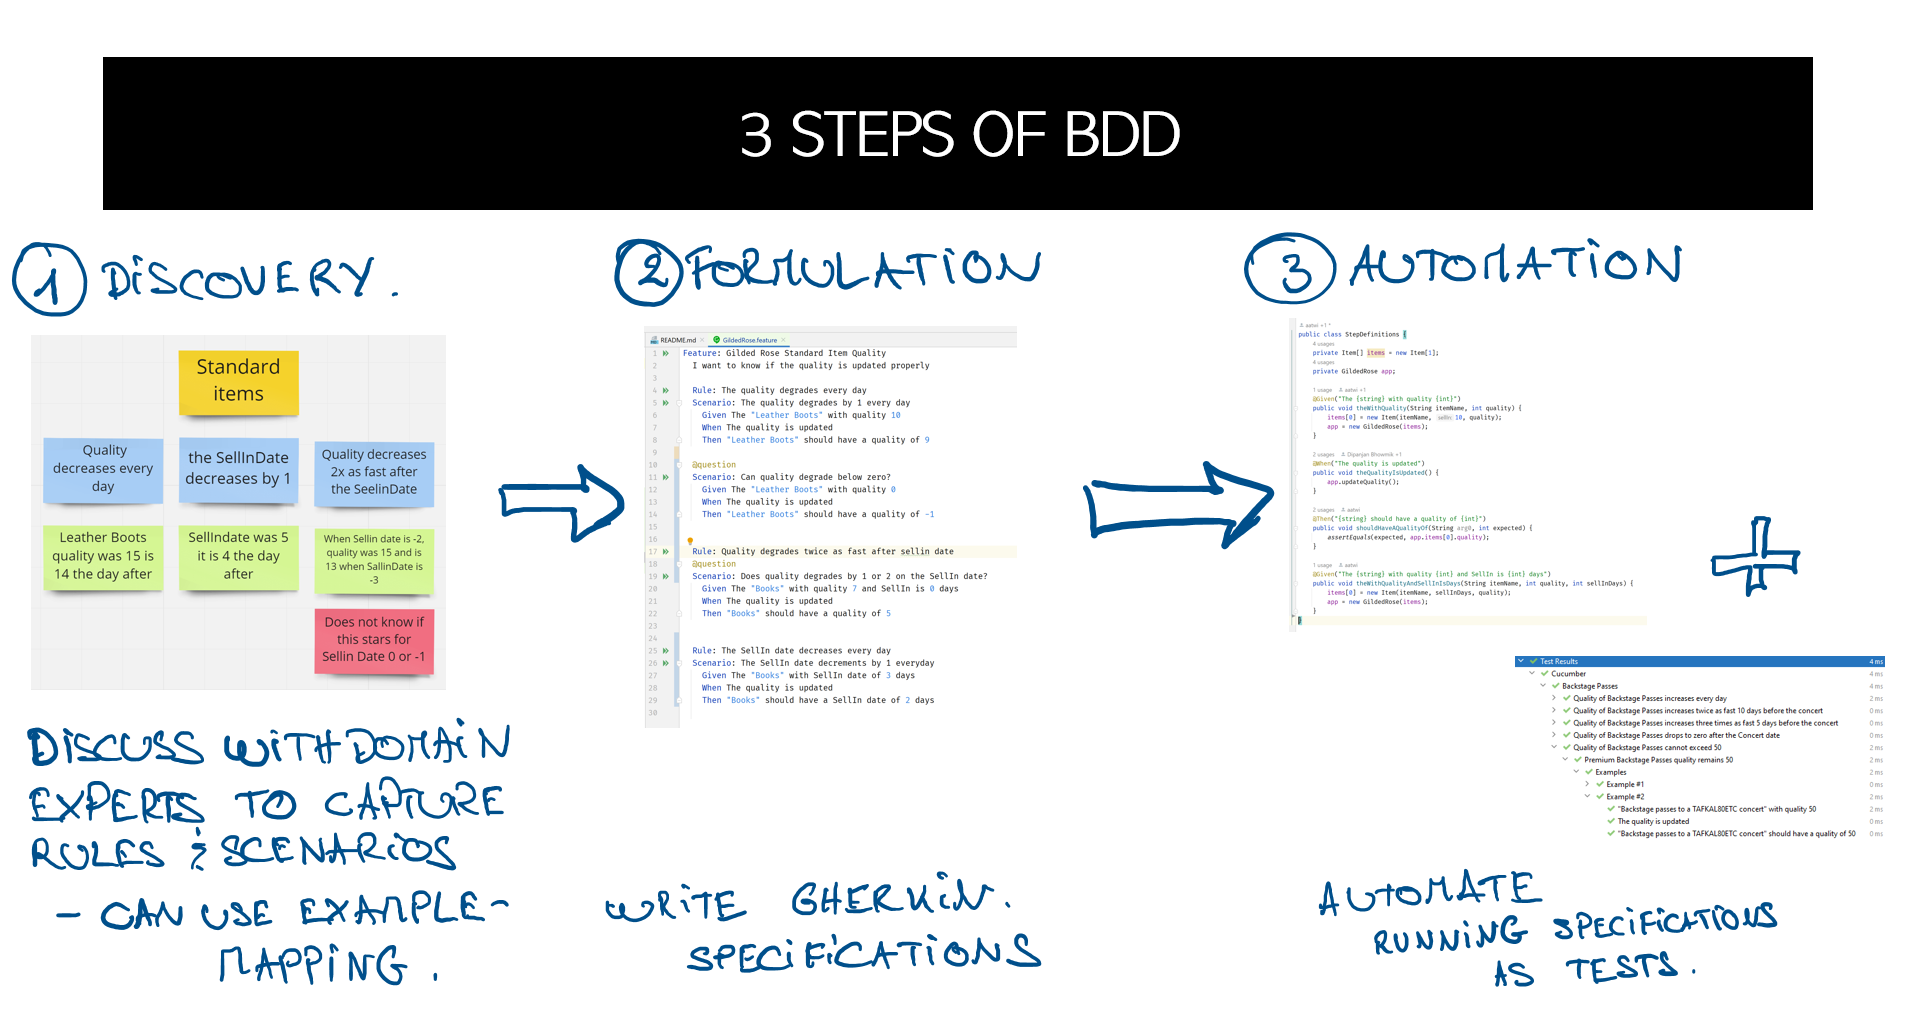 3 STEPS OF BDD
1 DISCOVERY.
Standard
items
Quality
decreases every
day
the SellInDate
decreases by 1
Quality decreases
2x as fast after
the SeelinDate
Leather Boots
quality was 15 is
14 the day after
SellIndate was 5
it is 4 the day
after
When Sellin date is -2,
quality was 15 and is
13 when SallinDate is
-3
Does not know if
this stars for
Sellin Date 0 or -1
DISCUSS WITH DOMAIN
EXPERTS TO CAPTURE
RULES & SCENARIOS
- CAN USE EXAMPLE-
MAPPING.
2 FORMULATION
README.md GildedRose.feature
1 Feature: Gilded Rose Standard Item Quality
2 I want to know if the quality is updated properly
3
4 Rule: The quality degrades every day
5 Scenario: The quality degrades by 1 every day
6 Given The "Leather Boots" with quality 10
7 When The quality is updated
8 Then "Leather Boots" should have a quality of 9
9
10 @question
11 Scenario: Can quality degrade below zero?
12 Given The "Leather Boots" with quality 0
13 When The quality is updated
14 Then "Leather Boots" should have a quality of -1
15
16
17 Rule: Quality degrades twice as fast after sellin date
18 @question
19 Scenario: Does quality degrades by 1 or 2 on the SellIn date?
20 Given The "Books" with quality 7 and SellIn is 0 days
21 When The quality is updated
22 Then "Books" should have a quality of 5
23
24
25 Rule: The SellIn date decreases every day
26 Scenario: The SellIn date decrements by 1 everyday
27 Given The "Books" with SellIn date of 3 days
28 When The quality is updated
29 Then "Books" should have a SellIn date of 2 days
30
WRITE GHERKIN.
SPECIFICATIONS
3 AUTOMATION
aatwi +1 *
public class StepDefinitions {
4 usages
private Item[] items = new Item[1];
4 usages
private GildedRose app;
1 usage aatwi +1
@Given("The {string} with quality {int}")
public void theWithQuality(String itemName, int quality) {
items[0] = new Item(itemName, sellIn: 10, quality);
app = new GildedRose(items);
}
2 usages Dipanjan Bhowmik +1
@When("The quality is updated")
public void theQualityIsUpdated() {
app.updateQuality();
}
2 usages aatwi
@Then("{string} should have a quality of {int}")
public void shouldHaveAQualityOf(String arg0, int expected) {
assertEquals(expected, app.items[0].quality);
}
1 usage aatwi
@Given("The {string} with quality {int} and SellIn is {int} days")
public void theWithQualityAndSellInIsDays(String itemName, int quality, int sellInDays) {
items[0] = new Item(itemName, sellInDays, quality);
app = new GildedRose(items);
}
}
Test Results 4 ms
Cucumber 4 ms
Backstage Passes 4 ms
Quality of Backstage Passes increases every day 2 ms
Quality of Backstage Passes increases twice as fast 10 days before the concert 0 ms
Quality of Backstage Passes increases three times as fast 5 days before the concert 0 ms
Quality of Backstage Passes drops to zero after the Concert date 0 ms
Quality of Backstage Passes cannot exceed 50 2 ms
Premium Backstage Passes quality remains 50 2 ms
Examples 2 ms
Example #1 0 ms
Example #2 2 ms
"Backstage passes to a TAFKAL80ETC concert" with quality 50 2 ms
The quality is updated 0 ms
"Backstage passes to a TAFKAL80ETC concert" should have a quality of 50 0 ms
AUTOMATE
RUNNING SPECIFICATIONS
AS TESTS.